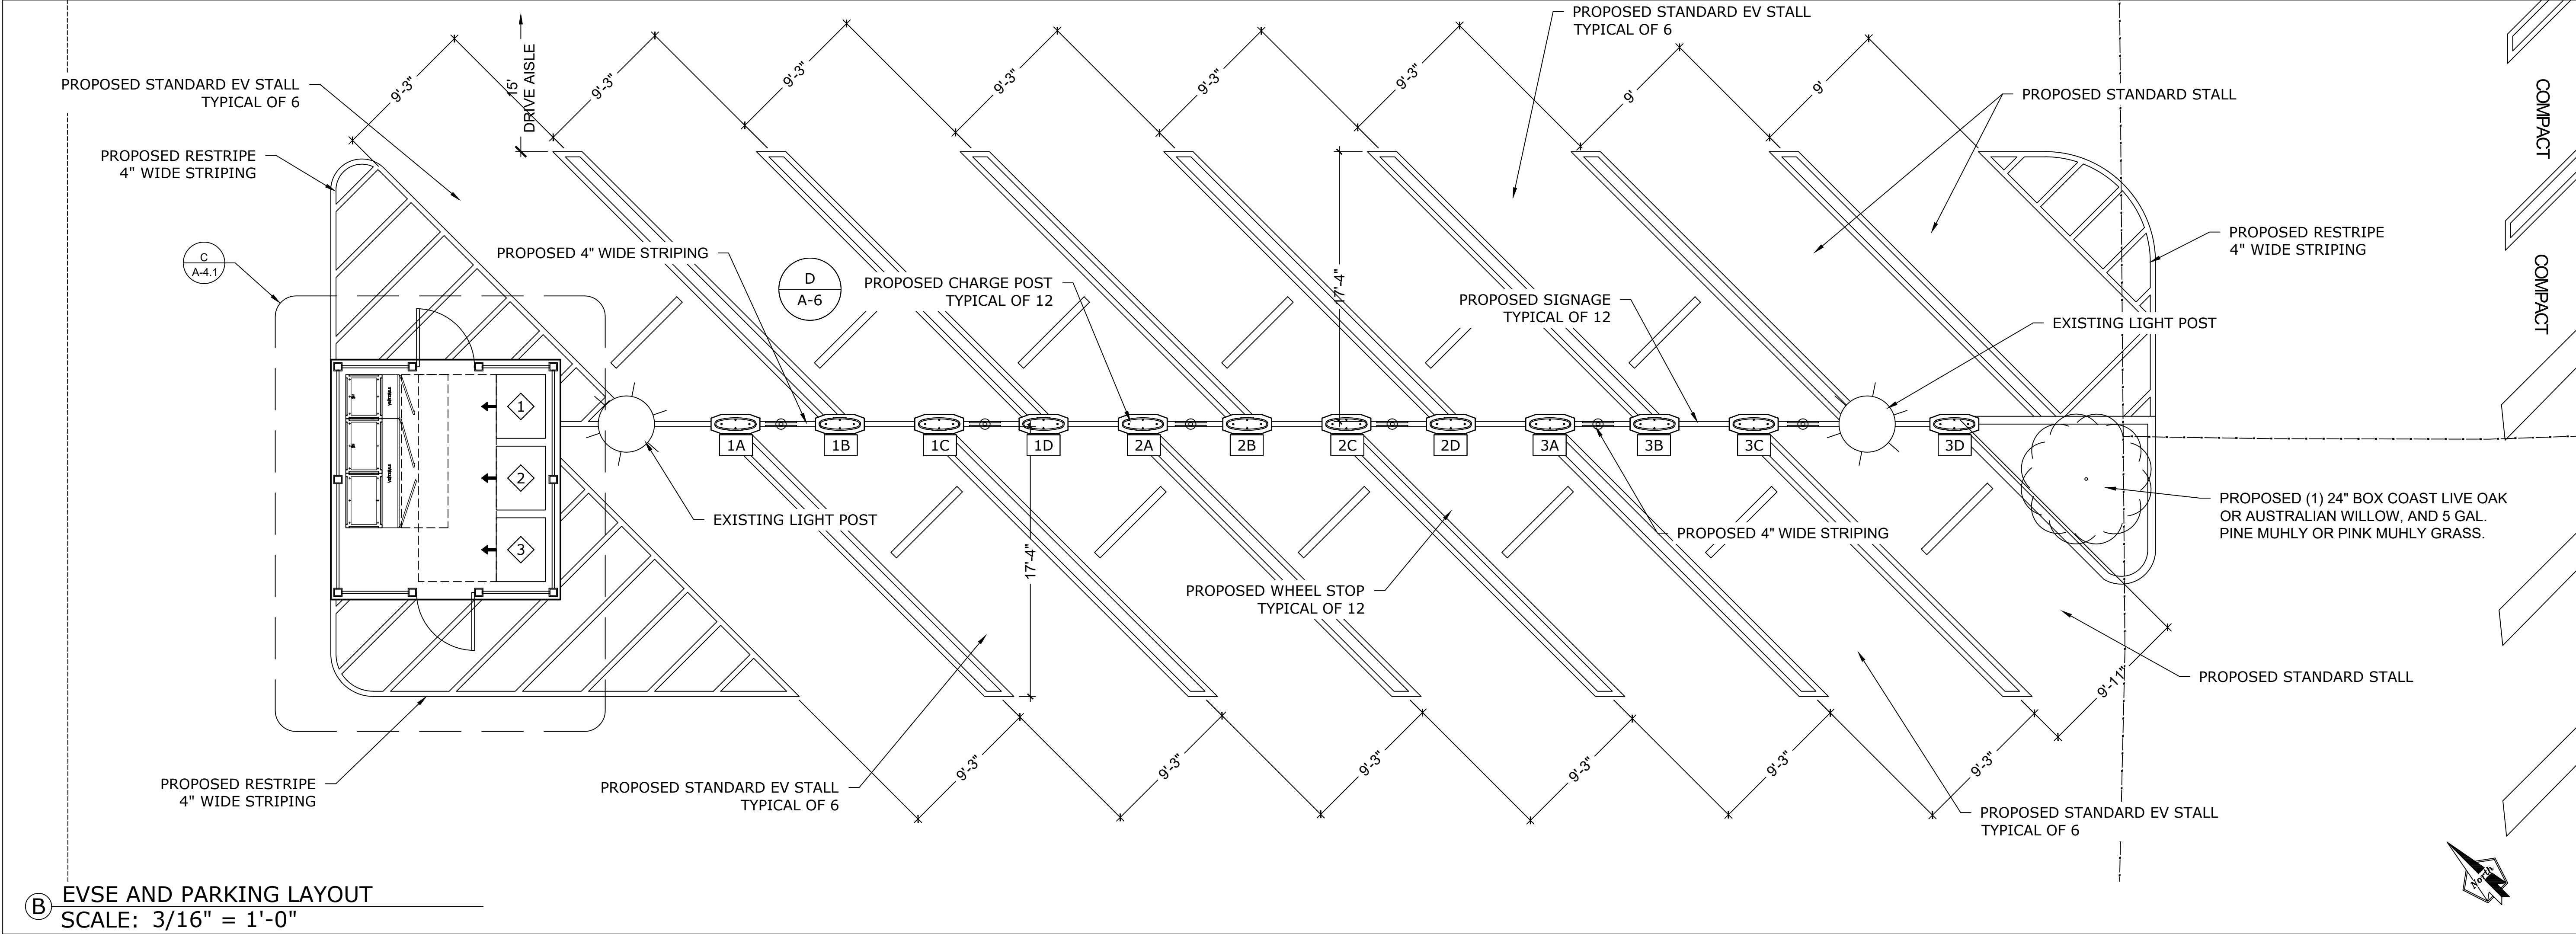 PROPOSED STANDARD EV STALL
TYPICAL OF 6
PROPOSED STANDARD EV STALL
TYPICAL OF 6
PROPOSED RESTRIPE
4" WIDE STRIPING
15'
DRIVE AISLE
9'-3"
9'-3"
9'-3"
9'-3"
9'-3"
9'-3"
9'
9'
PROPOSED STANDARD STALL
COMPACT
COMPACT
PROPOSED RESTRIPE
4" WIDE STRIPING
C
A-4.1
PROPOSED 4" WIDE STRIPING
D
A-6
PROPOSED CHARGE POST
TYPICAL OF 12
17'-4"
PROPOSED SIGNAGE
TYPICAL OF 12
EXISTING LIGHT POST
1
2
3
1A
1B
1C
1D
2A
2B
2C
2D
3A
3B
3C
3D
EXISTING LIGHT POST
17'-4"
PROPOSED WHEEL STOP
TYPICAL OF 12
PROPOSED 4" WIDE STRIPING
PROPOSED (1) 24" BOX COAST LIVE OAK
OR AUSTRALIAN WILLOW, AND 5 GAL.
PINE MUHLY OR PINK MUHLY GRASS.
PROPOSED STANDARD STALL
9'-11"
9'-3"
9'-3"
9'-3"
9'-3"
9'-3"
9'-3"
PROPOSED RESTRIPE
4" WIDE STRIPING
PROPOSED STANDARD EV STALL
TYPICAL OF 6
PROPOSED STANDARD EV STALL
TYPICAL OF 6
North
B
EVSE AND PARKING LAYOUT
SCALE: 3/16" = 1'-0"